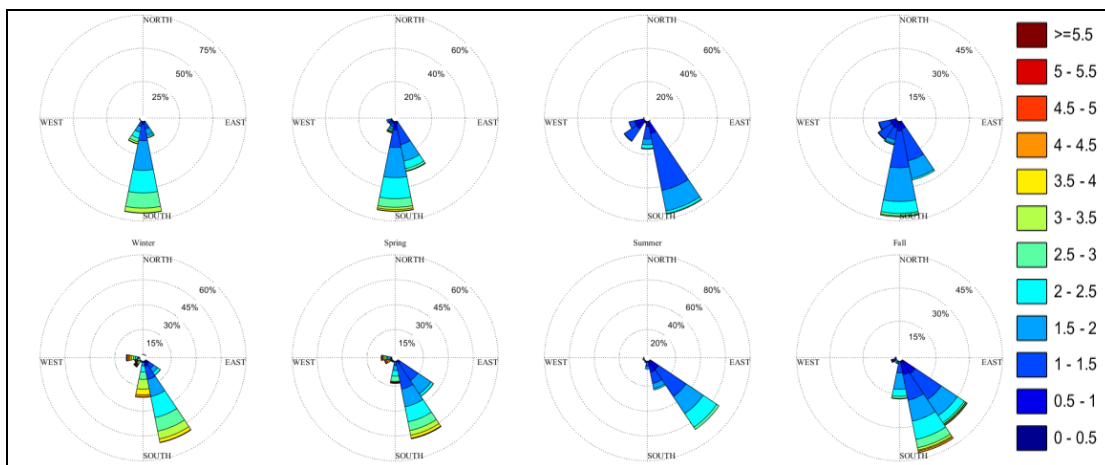 NORTH
75%
50%
25%
WEST
EAST
SOUTH
Winter
NORTH
60%
40%
20%
WEST
EAST
SOUTH
Spring
NORTH
60%
40%
20%
WEST
EAST
SOUTH
Summer
NORTH
45%
30%
15%
WEST
EAST
SOUTH
Fall
NORTH
60%
45%
30%
15%
WEST
EAST
SOUTH
NORTH
60%
45%
30%
15%
WEST
EAST
SOUTH
NORTH
80%
60%
40%
20%
WEST
EAST
SOUTH
NORTH
45%
30%
15%
WEST
EAST
SOUTH
>=5.5
5 - 5.5
4.5 - 5
4 - 4.5
3.5 - 4
3 - 3.5
2.5 - 3
2 - 2.5
1.5 - 2
1 - 1.5
0.5 - 1
0 - 0.5